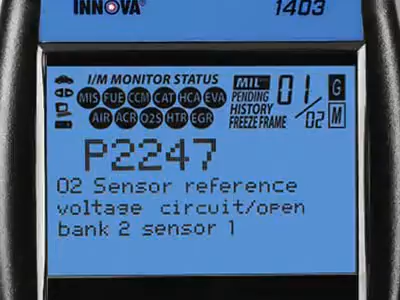 INNOVA® 1403
I/M MONITOR STATUS
MIS FUE CCM CAT HCA EVA
AIR ACR O2S HTR EGR
MIL
PENDING
HISTORY
FREEZE FRAME
01/02
G
M
P2247
O2 Sensor reference
voltage circuit/open
bank 2 sensor 1